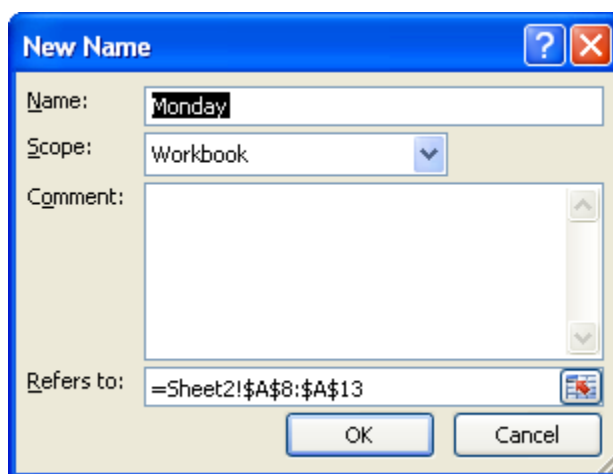 New Name
Name: Monday
Scope: Workbook
Comment:
Refers to: =Sheet2!$A$8:$A$13
OK Cancel